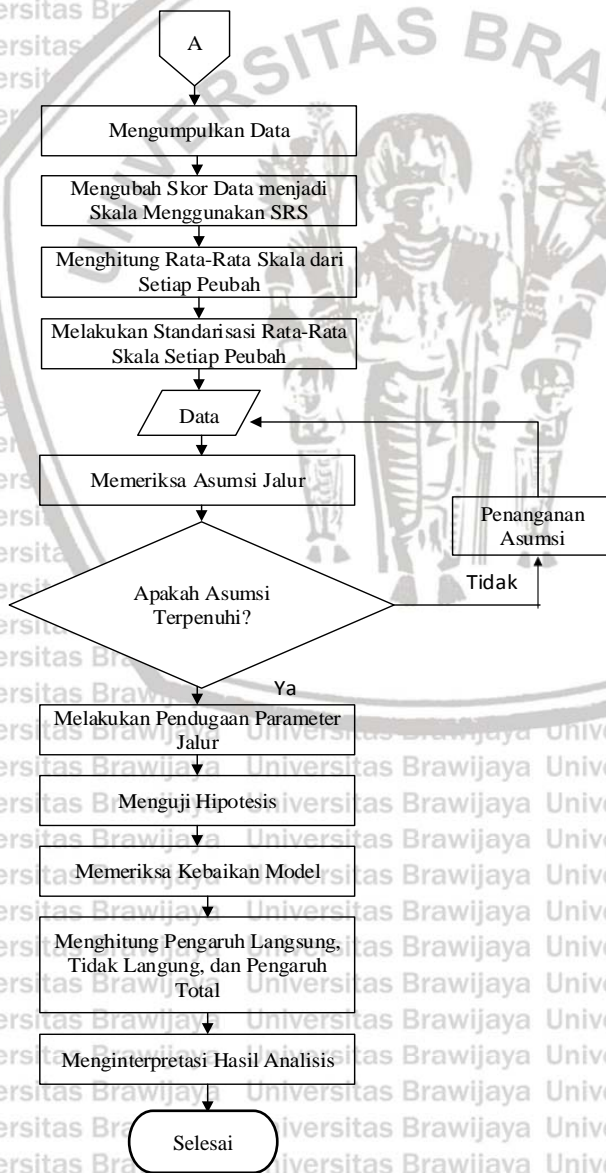 A
Mengumpulkan Data
Mengubah Skor Data menjadi
Skala Menggunakan SRS
Menghitung Rata-Rata Skala dari
Setiap Peubah
Melakukan Standarisasi Rata-Rata
Skala Setiap Peubah
Data
Memeriksa Asumsi Jalur
Penanganan
Asumsi
Apakah Asumsi
Terpenuhi?
Tidak
Ya
Melakukan Pendugaan Parameter
Jalur
Menguji Hipotesis
Memeriksa Kebaikan Model
Menghitung Pengaruh Langsung,
Tidak Langung, dan Pengaruh
Total
Menginterpretasi Hasil Analisis
Selesai